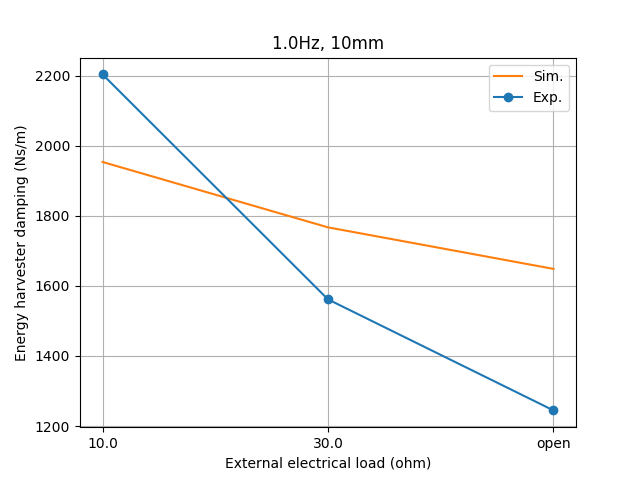 1.0Hz, 10mm
Sim.
Exp.
Energy harvester damping (Ns/m)
2200
2000
1800
1600
1400
1200
10.0
30.0
open
External electrical load (ohm)